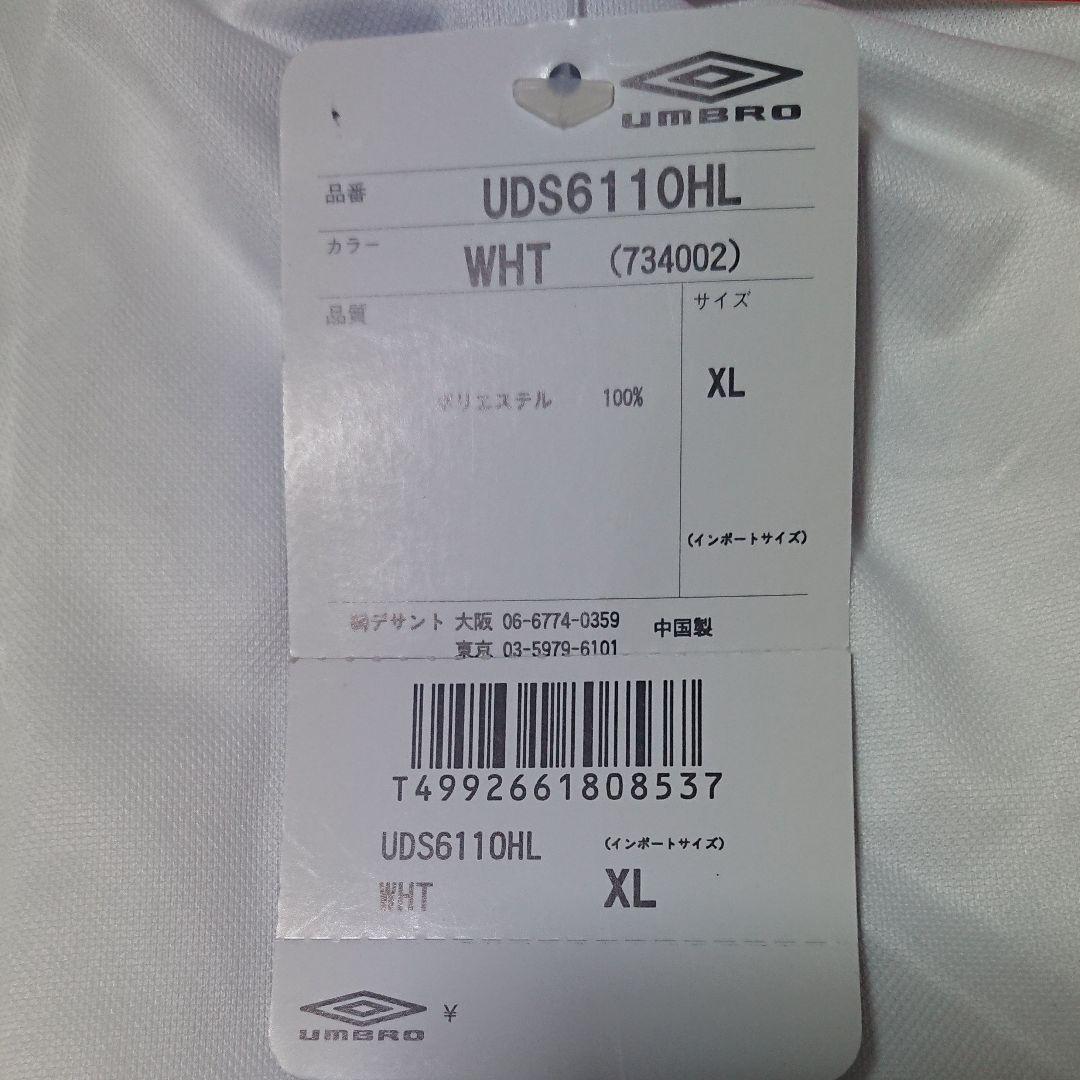 UMBRO
品番 UDS6110HL
カラー WHT (734002)
品質
サイズ
ポリエステル 100%
XL
(インポートサイズ)
㈱デサント 大阪 06-6774-0359 中国製
東京 03-5979-6101
T4992661808537
UDS6110HL (インポートサイズ)
WHT XL
UMBRO ¥